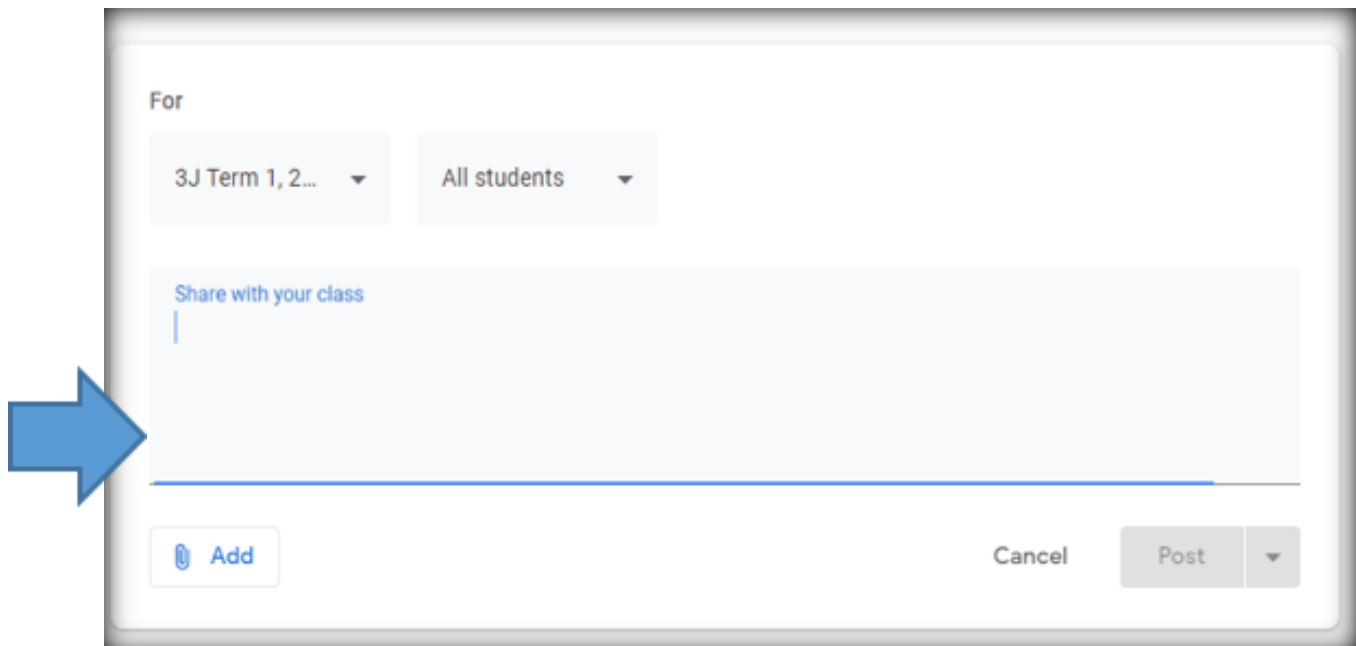 For
3J Term 1, 2... All students
Share with your class
Add Cancel Post